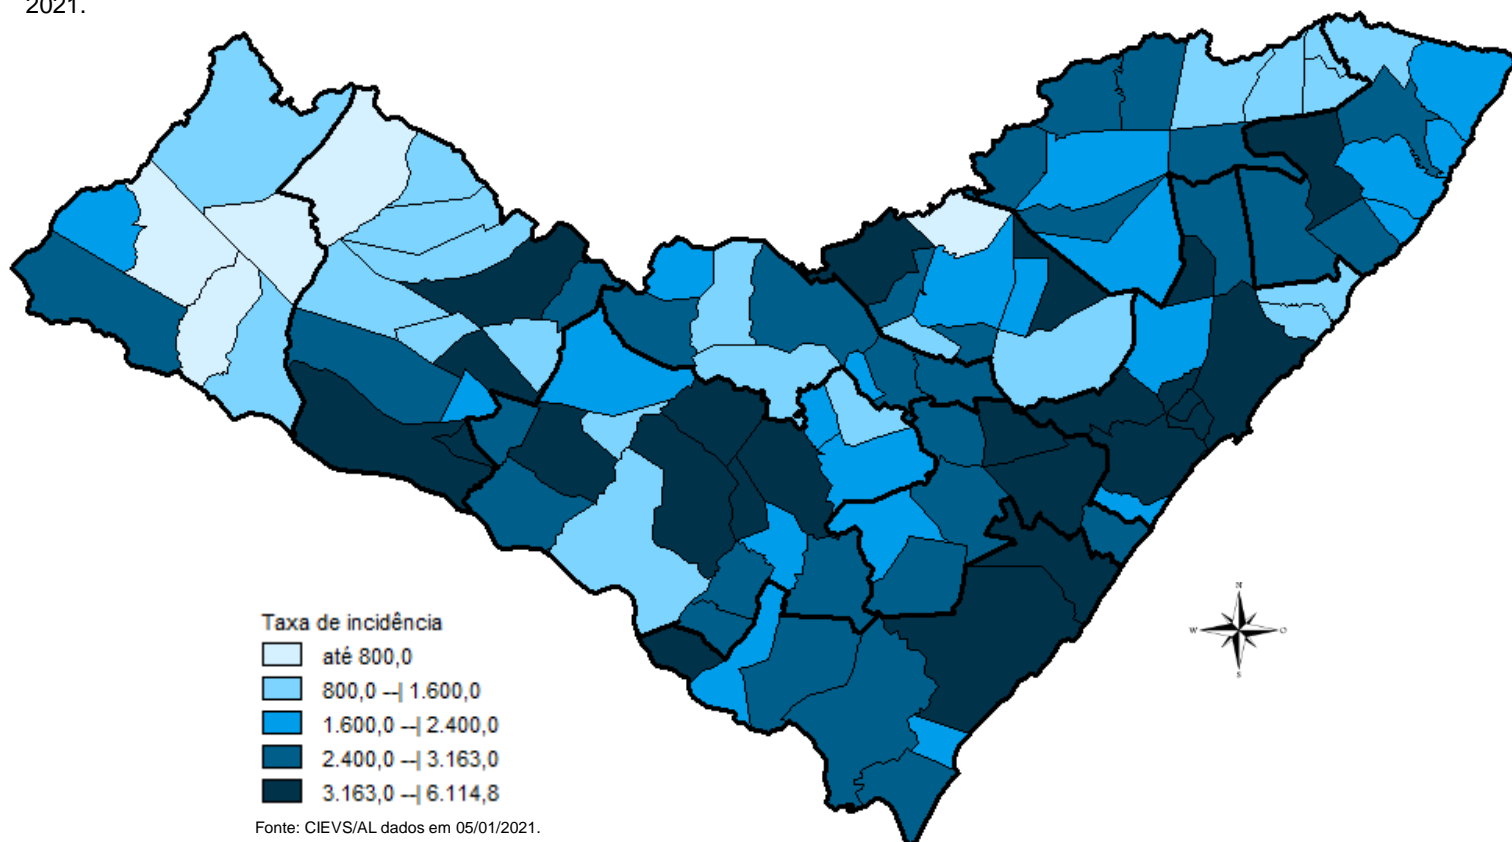 2021.
N
W
O
S
Taxa de incidência
até 800,0
800,0 --| 1.600,0
1.600,0 --| 2.400,0
2.400,0 --| 3.163,0
3.163,0 --| 6.114,8
Fonte: CIEVS/AL dados em 05/01/2021.